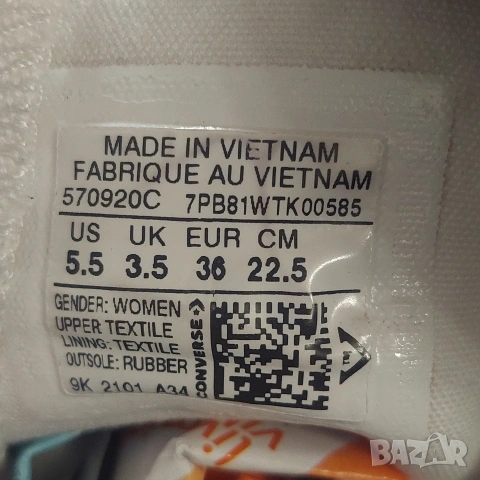 MADE IN VIETNAM
FABRIQUE AU VIETNAM
570920C 7PB81WTK00585
US UK EUR CM
5.5 3.5 36 22.5
GENDER: WOMEN
UPPER TEXTILE
LINING: TEXTILE
OUTSOLE: RUBBER
9K 2101 A34
CONVERSE
BAZAR